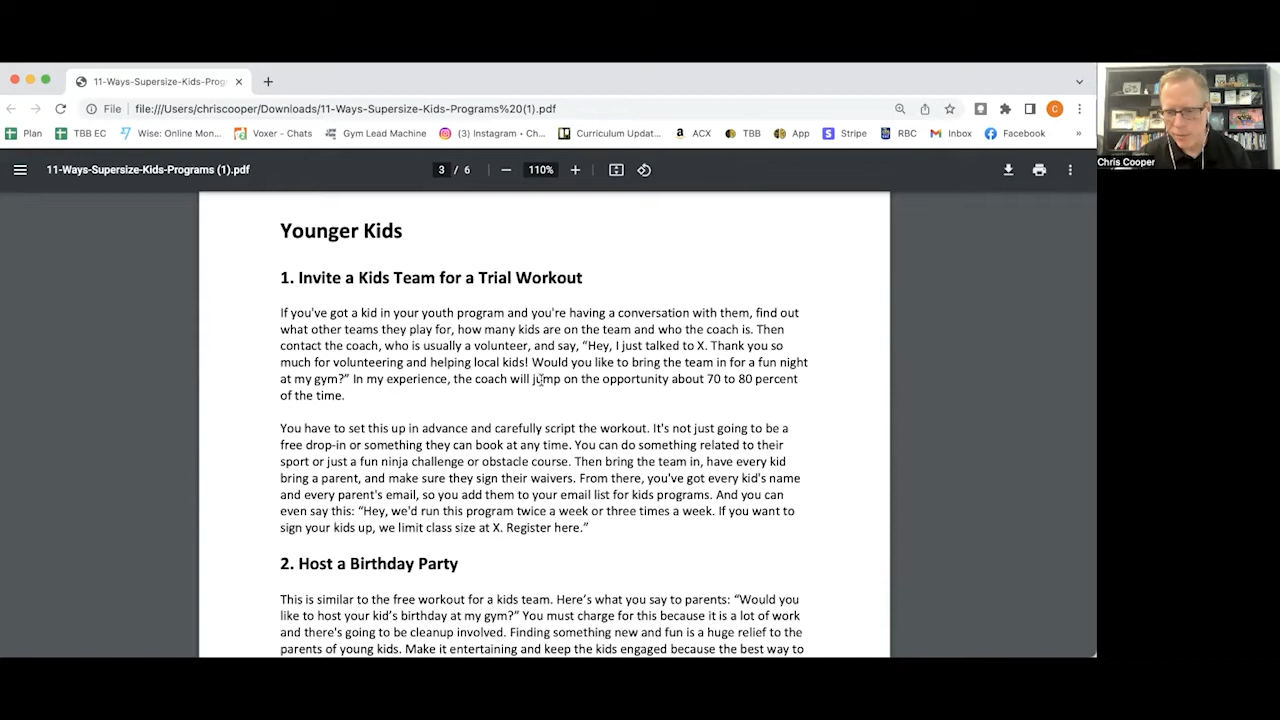 11-Ways-Supersize-Kids-Prog
File file:///Users/chriscooper/Downloads/11-Ways-Supersize-Kids-Programs%20(1).pdf
C
Plan TBB EC Wise: Online Mon... Voxer - Chats Gym Lead Machine (3) Instagram • Ch... Curriculum Updat... ACX TBB App Stripe RBC Inbox Facebook »
11-Ways-Supersize-Kids-Programs (1).pdf 3 / 6 110%
Chris Cooper
Younger Kids
1. Invite a Kids Team for a Trial Workout
If you've got a kid in your youth program and you're having a conversation with them, find out
what other teams they play for, how many kids are on the team and who the coach is. Then
contact the coach, who is usually a volunteer, and say, “Hey, I just talked to X. Thank you so
much for volunteering and helping local kids! Would you like to bring the team in for a fun night
at my gym?” In my experience, the coach will jump on the opportunity about 70 to 80 percent
of the time.
You have to set this up in advance and carefully script the workout. It's not just going to be a
free drop-in or something they can book at any time. You can do something related to their
sport or just a fun ninja challenge or obstacle course. Then bring the team in, have every kid
bring a parent, and make sure they sign their waivers. From there, you've got every kid's name
and every parent's email, so you add them to your email list for kids programs. And you can
even say this: “Hey, we'd run this program twice a week or three times a week. If you want to
sign your kids up, we limit class size at X. Register here.”
2. Host a Birthday Party
This is similar to the free workout for a kids team. Here’s what you say to parents: “Would you
like to host your kid’s birthday at my gym?” You must charge for this because it is a lot of work
and there's going to be cleanup involved. Finding something new and fun is a huge relief to the
parents of young kids. Make it entertaining and keep the kids engaged because the best way to